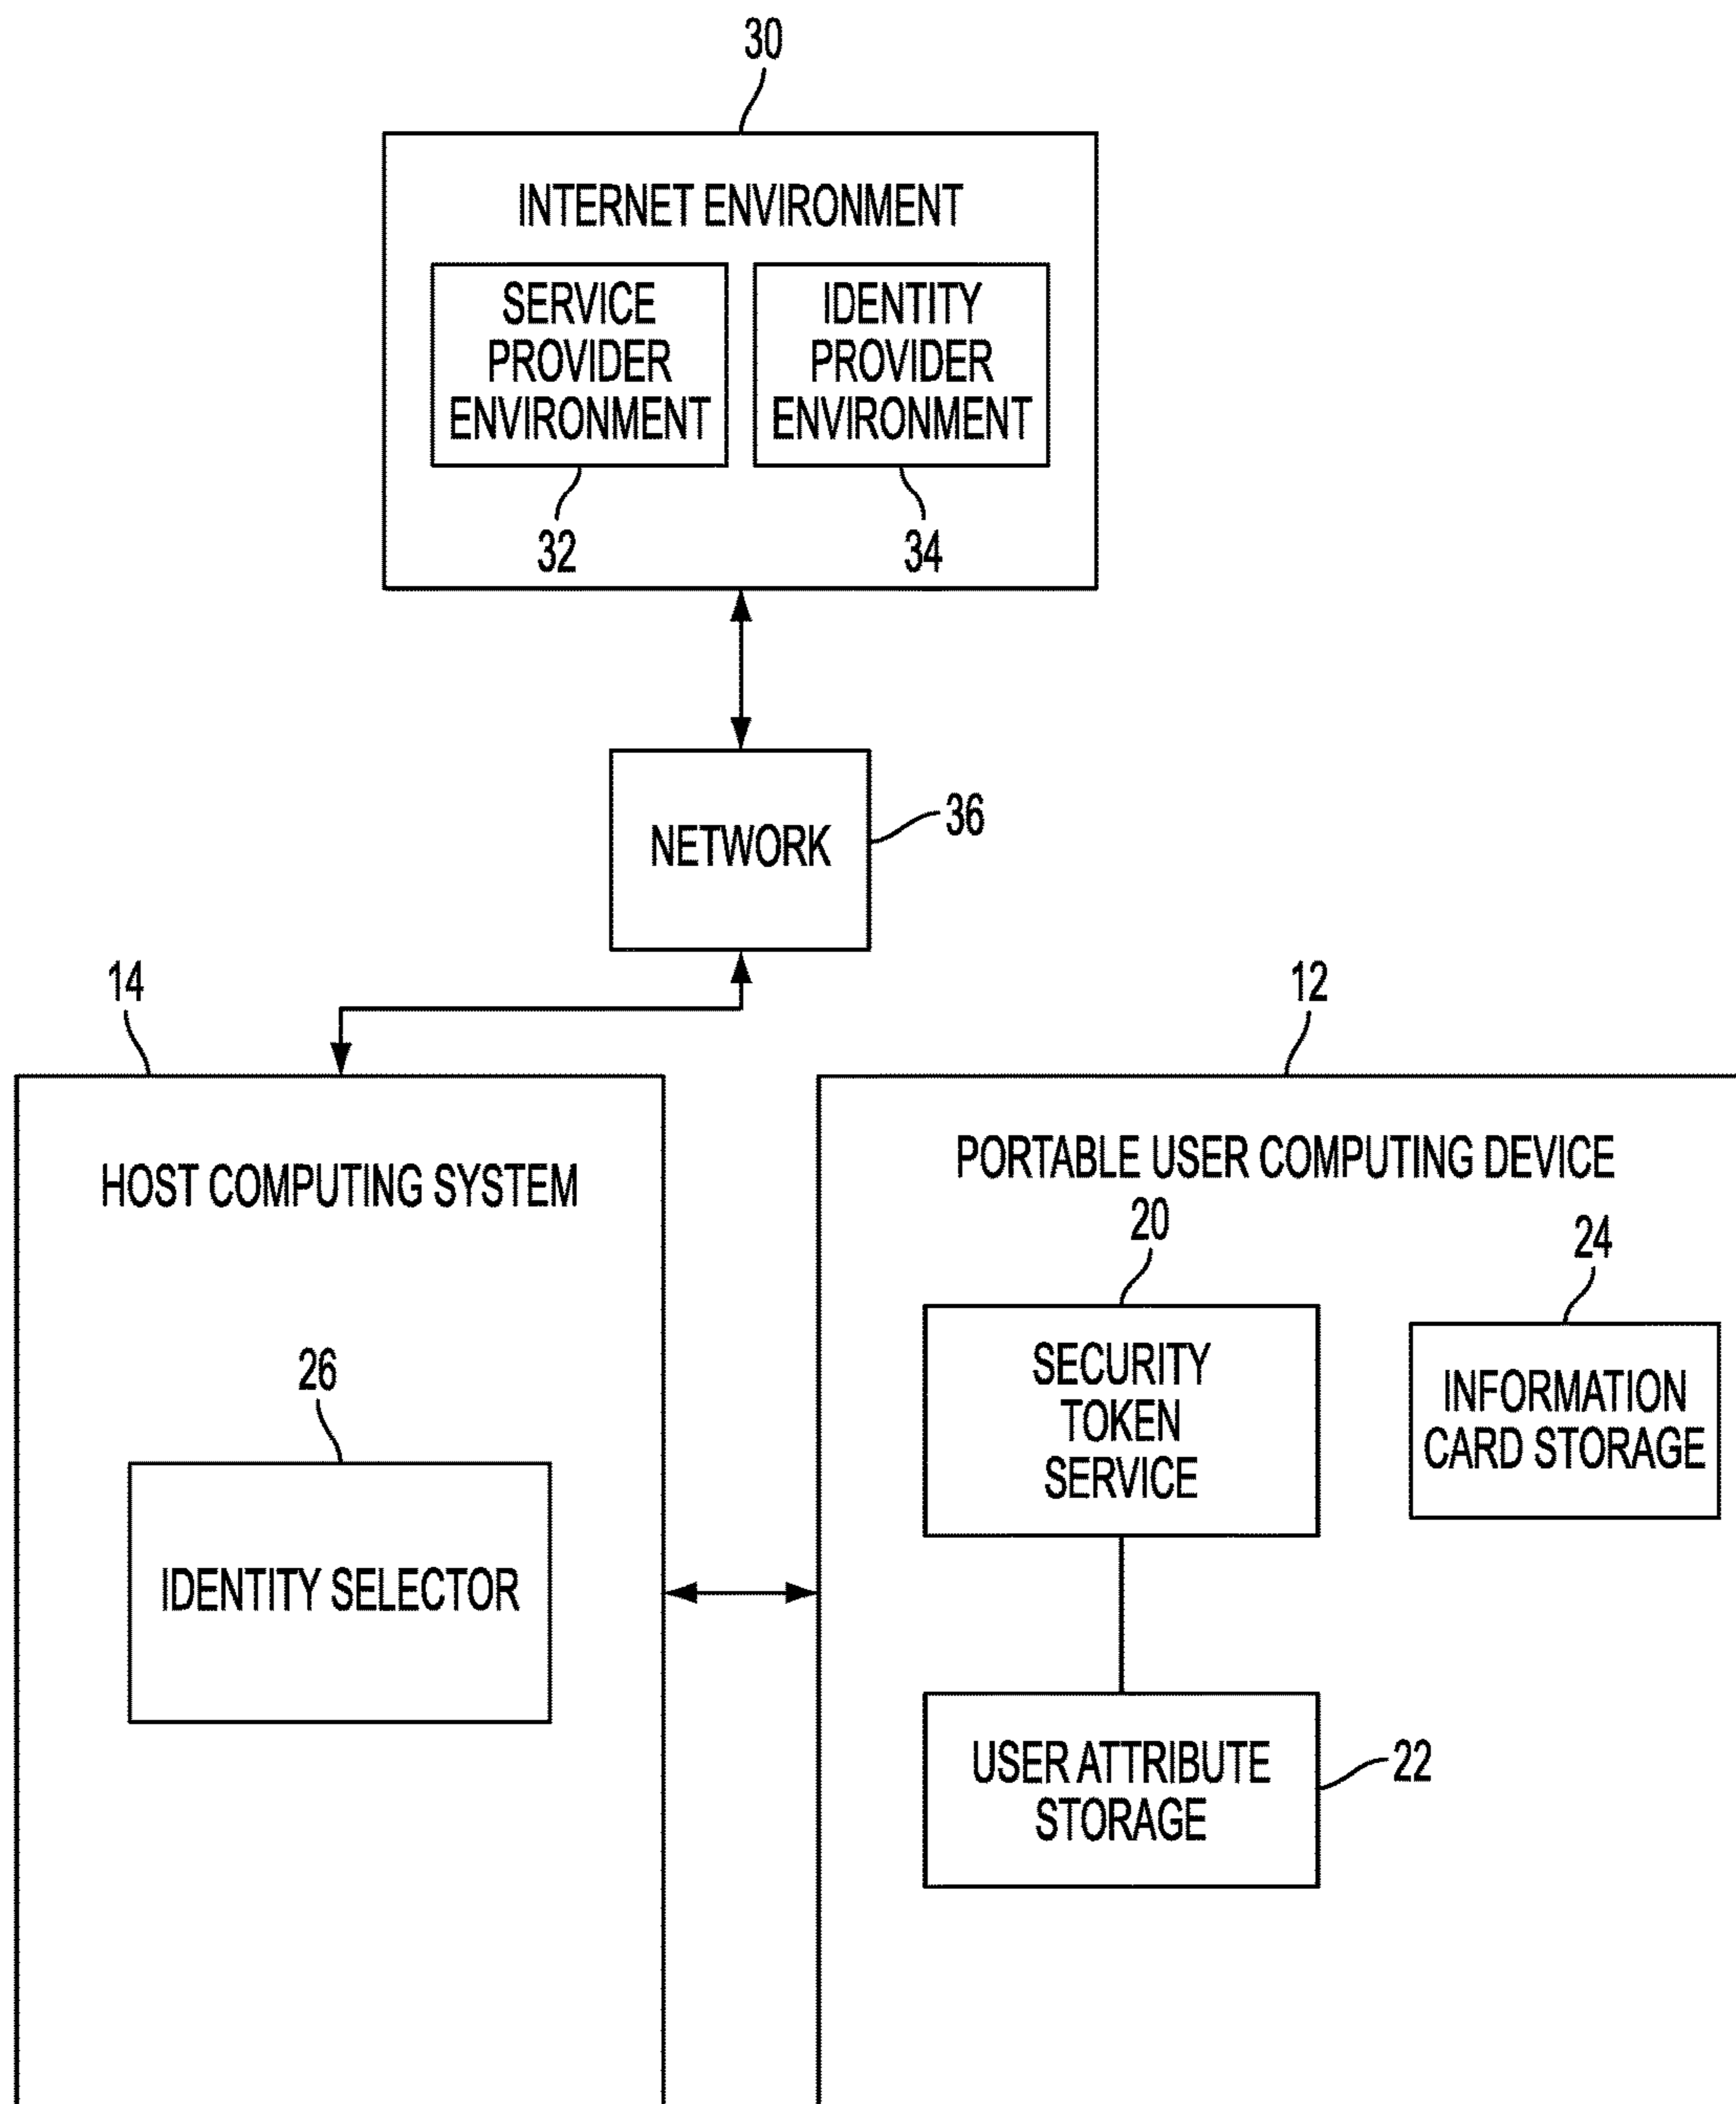 30
INTERNET ENVIRONMENT
SERVICE
PROVIDER
ENVIRONMENT
IDENTITY
PROVIDER
ENVIRONMENT
32
34
NETWORK
36
14
12
HOST COMPUTING SYSTEM
PORTABLE USER COMPUTING DEVICE
20
24
SECURITY
TOKEN
SERVICE
INFORMATION
CARD STORAGE
26
IDENTITY SELECTOR
USER ATTRIBUTE
STORAGE
22